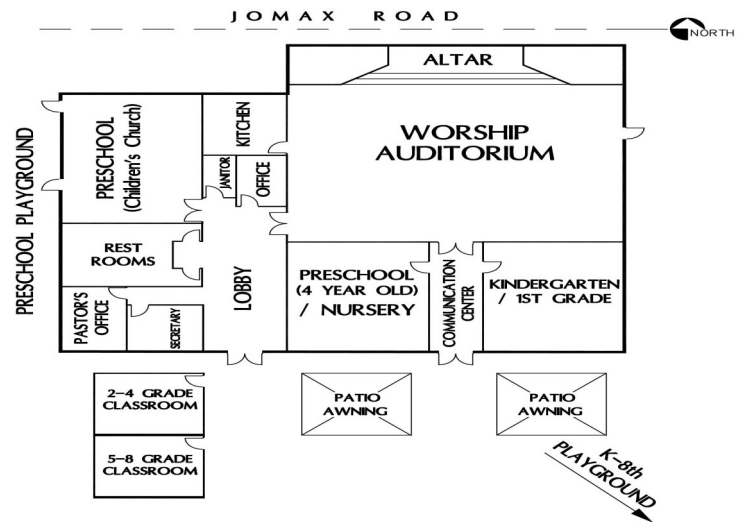 JOMAX ROAD
NORTH
ALTAR
WORSHIP
AUDITORIUM
KITCHEN
PRESCHOOL
(Children's Church)
PRESCHOOL PLAYGROUND
JANITOR
OFFICE
REST
ROOMS
LOBBY
PRESCHOOL
(4 YEAR OLD)
/ NURSERY
COMMUNICATION
CENTER
KINDERGARTEN
/ 1ST GRADE
PASTOR'S
OFFICE
SECRETARY
2-4 GRADE
CLASSROOM
PATIO
AWNING
PATIO
AWNING
5-8 GRADE
CLASSROOM
K-8th
PLAYGROUND